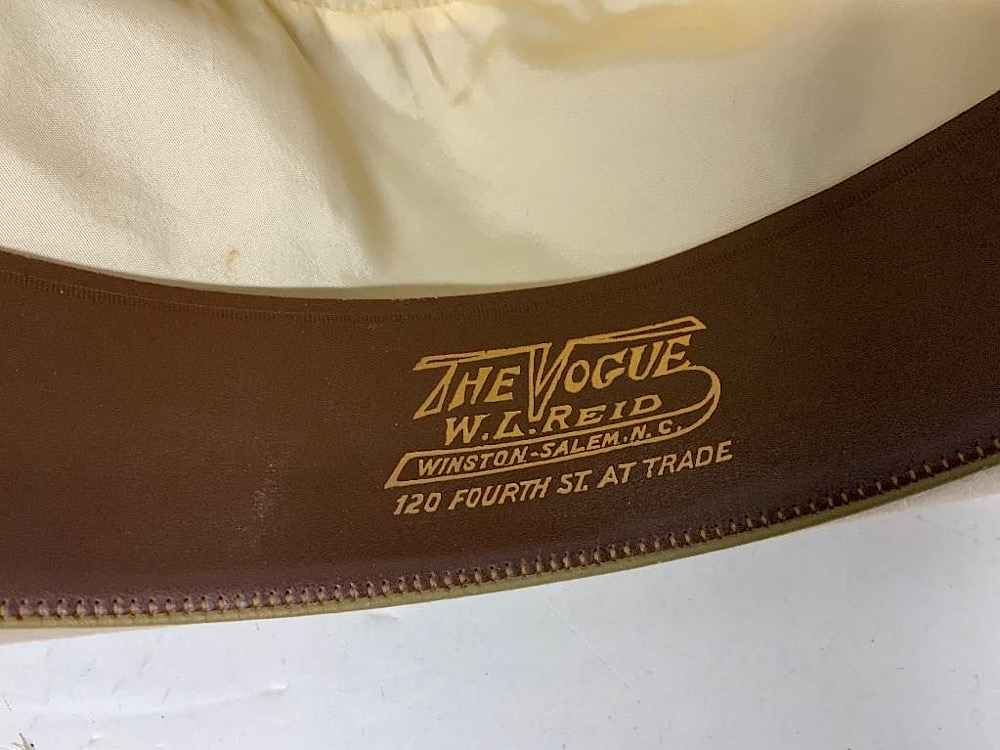 THE VOGUE
W.L.REID
WINSTON-SALEM.N.C.
120 FOURTH ST. AT TRADE